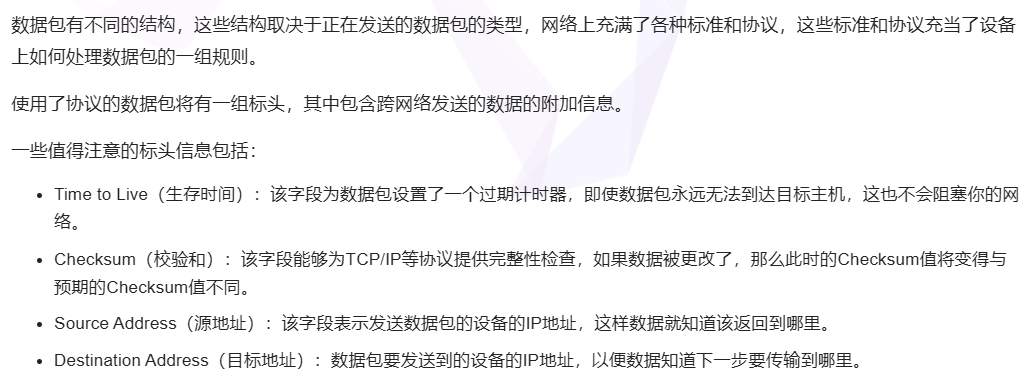 数据包有不同的结构，这些结构取决于正在发送的数据包的类型，网络上充满了各种标准和协议，这些标准和协议充当了设备
上如何处理数据包的一组规则。
使用了协议的数据包将有一组标头，其中包含跨网络发送的数据的附加信息。
一些值得注意的标头信息包括：
• Time to Live（生存时间）：该字段为数据包设置了一个过期计时器，即使数据包永远无法到达目标主机，这也不会阻塞你的网
络。
• Checksum（校验和）：该字段能够为TCP/IP等协议提供完整性检查，如果数据被更改了，那么此时的Checksum值将变得与
预期的Checksum值不同。
• Source Address（源地址）：该字段表示发送数据包的设备的IP地址，这样数据就知道该返回到哪里。
• Destination Address（目标地址）：数据包要发送到的设备的IP地址，以便数据知道下一步要传输到哪里。